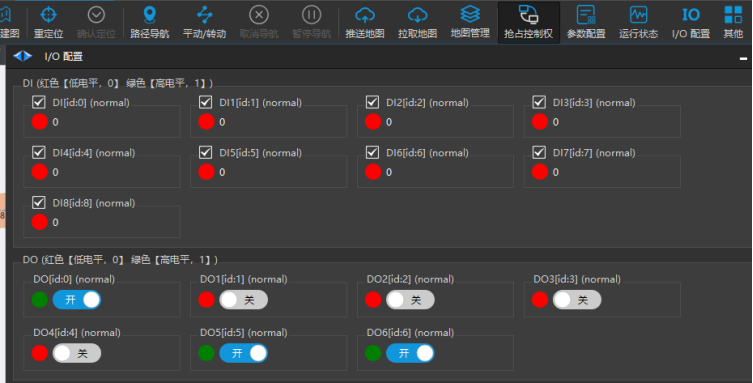 建图 重定位 确认定位 路径导航 平动/转动 取消导航 暂停导航 推送地图 拉取地图 地图管理 抢占控制权 参数配置 运行状态 IO I/O 配置 其他
I/O 配置
DI (红色【低电平，0】 绿色【高电平，1】)
DI[id:0] (normal) DI1[id:1] (normal) DI2[id:2] (normal) DI3[id:3] (normal)
0 0 0 0
DI4[id:4] (normal) DI5[id:5] (normal) DI6[id:6] (normal) DI7[id:7] (normal)
0 0 0 0
DI8[id:8] (normal)
8
0
DO (红色【低电平，0】 绿色【高电平，1】)
DO[id:0] (normal) DO1[id:1] (normal) DO2[id:2] (normal) DO3[id:3] (normal)
开 关 关 关
DO4[id:4] (normal) DO5[id:5] (normal) DO6[id:6] (normal)
关 开 开